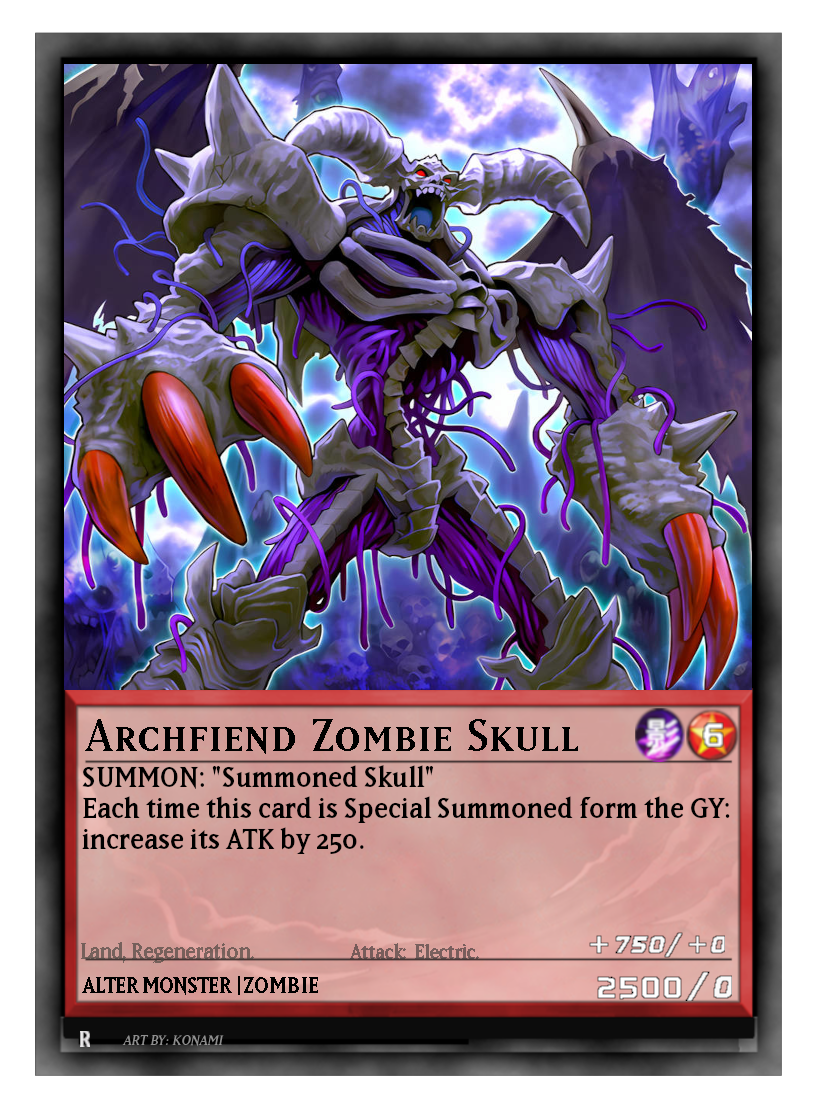 ARCHFIEND ZOMBIE SKULL 影 6
SUMMON: "Summoned Skull"
Each time this card is Special Summoned form the GY:
increase its ATK by 250.
Land, Regeneration. Attack: Electric. +750/ +0
ALTER MONSTER | ZOMBIE 2500/0
R ART BY: KONAMI